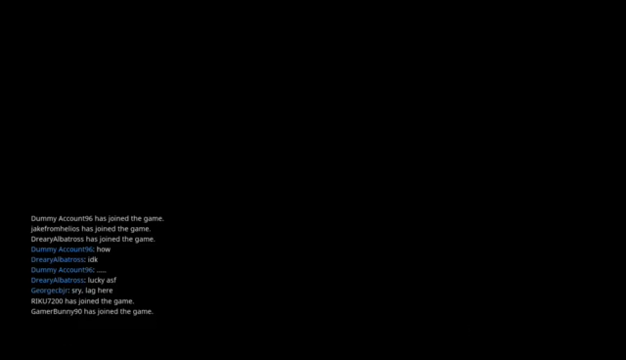 Dummy Account96 has joined the game.
jakefromhelios has joined the game.
DrearyAlbatross has joined the game.
Dummy Account96: how
DrearyAlbatross: idk
Dummy Account96: .....
DrearyAlbatross: lucky asf
Georgecbjr: sry, lag here
RIKU7200 has joined the game.
GamerBunny90 has joined the game.